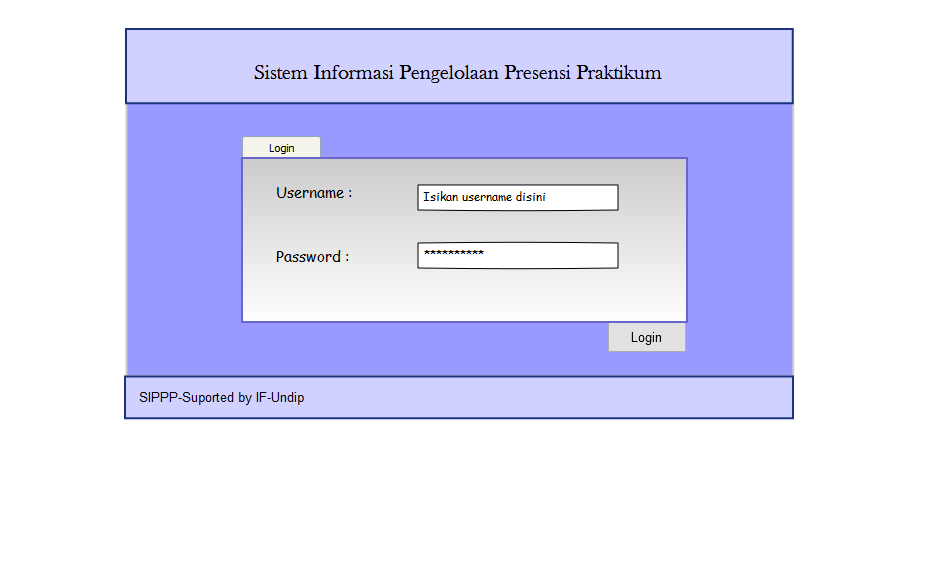 Sistem Informasi Pengelolaan Presensi Praktikum
Login
Username :
Isikan username disini
Password :
**********
Login
SIPPP-Suported by IF-Undip